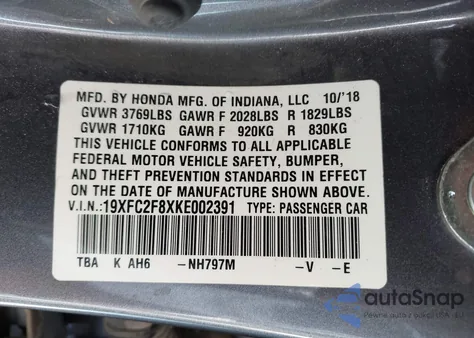 MFD. BY HONDA MFG. OF INDIANA, LLC 10/'18
GVWR 3769LBS GAWR F 2028LBS R 1829LBS
GVWR 1710KG GAWR F 920KG R 830KG
THIS VEHICLE CONFORMS TO ALL APPLICABLE
FEDERAL MOTOR VEHICLE SAFETY, BUMPER,
AND THEFT PREVENTION STANDARDS IN EFFECT
ON THE DATE OF MANUFACTURE SHOWN ABOVE.
V.I.N.:19XFC2F8XKE002391 TYPE: PASSENGER CAR
TBA K AH6 -NH797M -V -E
autoSnap
Pewne auto z